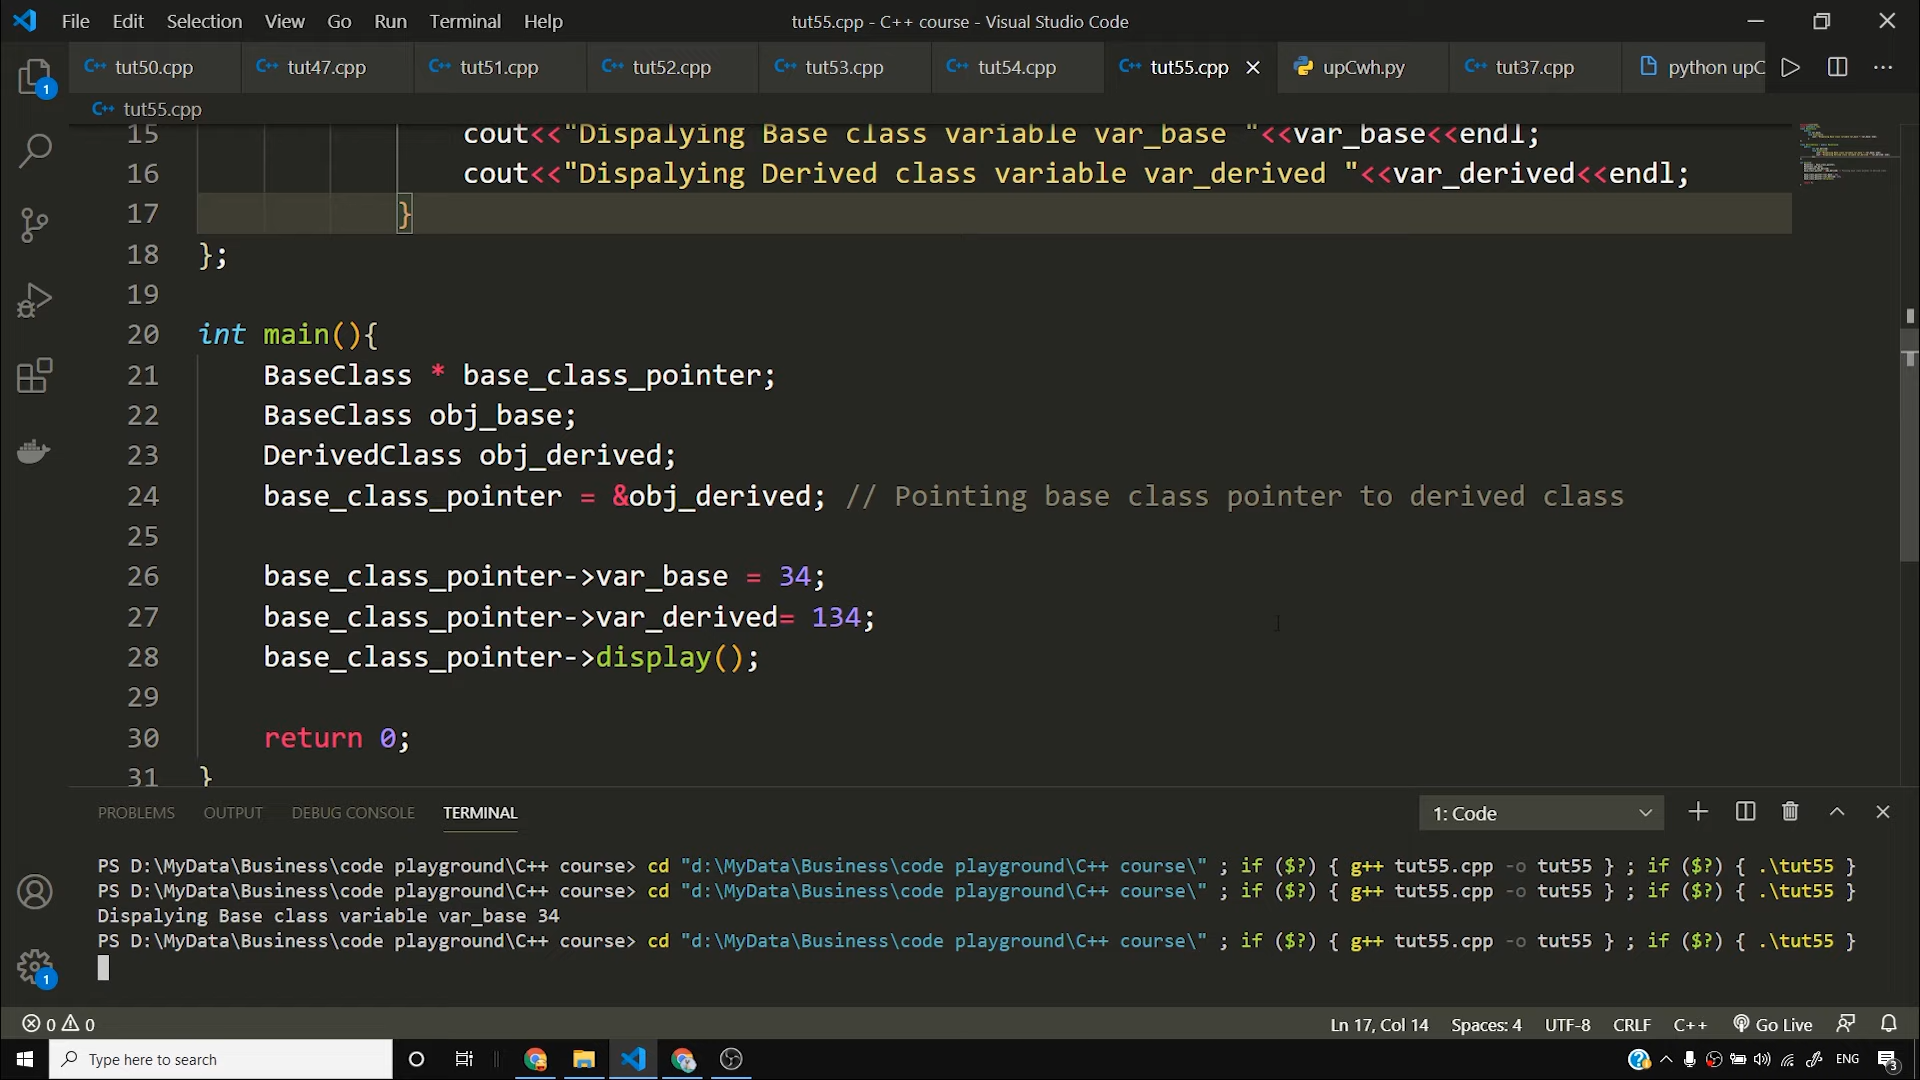 File Edit Selection View Go Run Terminal Help
tut55.cpp - C++ course - Visual Studio Code
tut50.cpp tut47.cpp tut51.cpp tut52.cpp tut53.cpp tut54.cpp tut55.cpp upCwh.py tut37.cpp python upC
tut55.cpp
15 cout<<"Dispalying Base class variable var_base "<<var_base<<endl;
16 cout<<"Dispalying Derived class variable var_derived "<<var_derived<<endl;
17 }
18 };
19
20 int main(){
21 BaseClass * base_class_pointer;
22 BaseClass obj_base;
23 DerivedClass obj_derived;
24 base_class_pointer = &obj_derived; // Pointing base class pointer to derived class
25
26 base_class_pointer->var_base = 34;
27 base_class_pointer->var_derived= 134;
28 base_class_pointer->display();
29
30 return 0;
31 }
PROBLEMS OUTPUT DEBUG CONSOLE TERMINAL 1: Code
PS D:\MyData\Business\code playground\C++ course> cd "d:\MyData\Business\code playground\C++ course\" ; if ($?) { g++ tut55.cpp -o tut55 } ; if ($?) { .\tut55 }
PS D:\MyData\Business\code playground\C++ course> cd "d:\MyData\Business\code playground\C++ course\" ; if ($?) { g++ tut55.cpp -o tut55 } ; if ($?) { .\tut55 }
Dispalying Base class variable var_base 34
PS D:\MyData\Business\code playground\C++ course> cd "d:\MyData\Business\code playground\C++ course\" ; if ($?) { g++ tut55.cpp -o tut55 } ; if ($?) { .\tut55 }
1
1
0 0 Ln 17, Col 14 Spaces: 4 UTF-8 CRLF C++ Go Live
Type here to search ENG 3